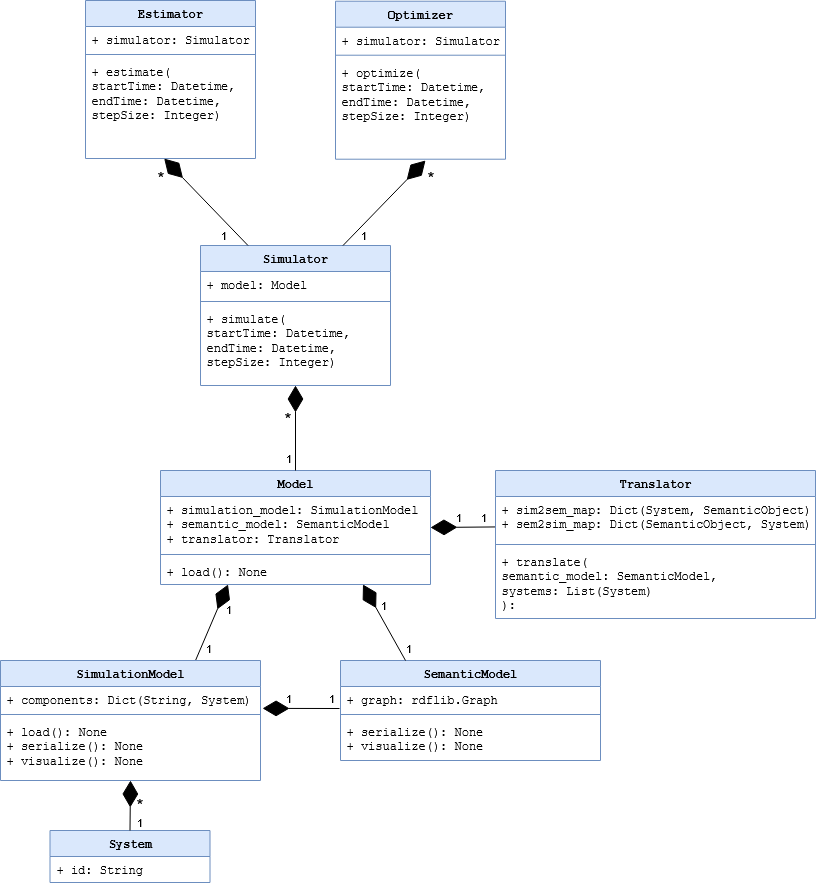 Estimator
+ simulator: Simulator
+ estimate(
startTime: Datetime,
endTime: Datetime,
stepSize: Integer)
Optimizer
+ simulator: Simulator
+ optimize(
startTime: Datetime,
endTime: Datetime,
stepSize: Integer)
*
*
1
1
Simulator
+ model: Model
+ simulate(
startTime: Datetime,
endTime: Datetime,
stepSize: Integer)
*
1
Model
+ simulation_model: SimulationModel
+ semantic_model: SemanticModel
+ translator: Translator
+ load(): None
1
1
Translator
+ sim2sem_map: Dict(System, SemanticObject)
+ sem2sim_map: Dict(SemanticObject, System)
+ translate(
semantic_model: SemanticModel,
systems: List(System)
):
1
1
1
1
SimulationModel
+ components: Dict(String, System)
+ load(): None
+ serialize(): None
+ visualize(): None
1
1
SemanticModel
+ graph: rdflib.Graph
+ serialize(): None
+ visualize(): None
*
1
System
+ id: String